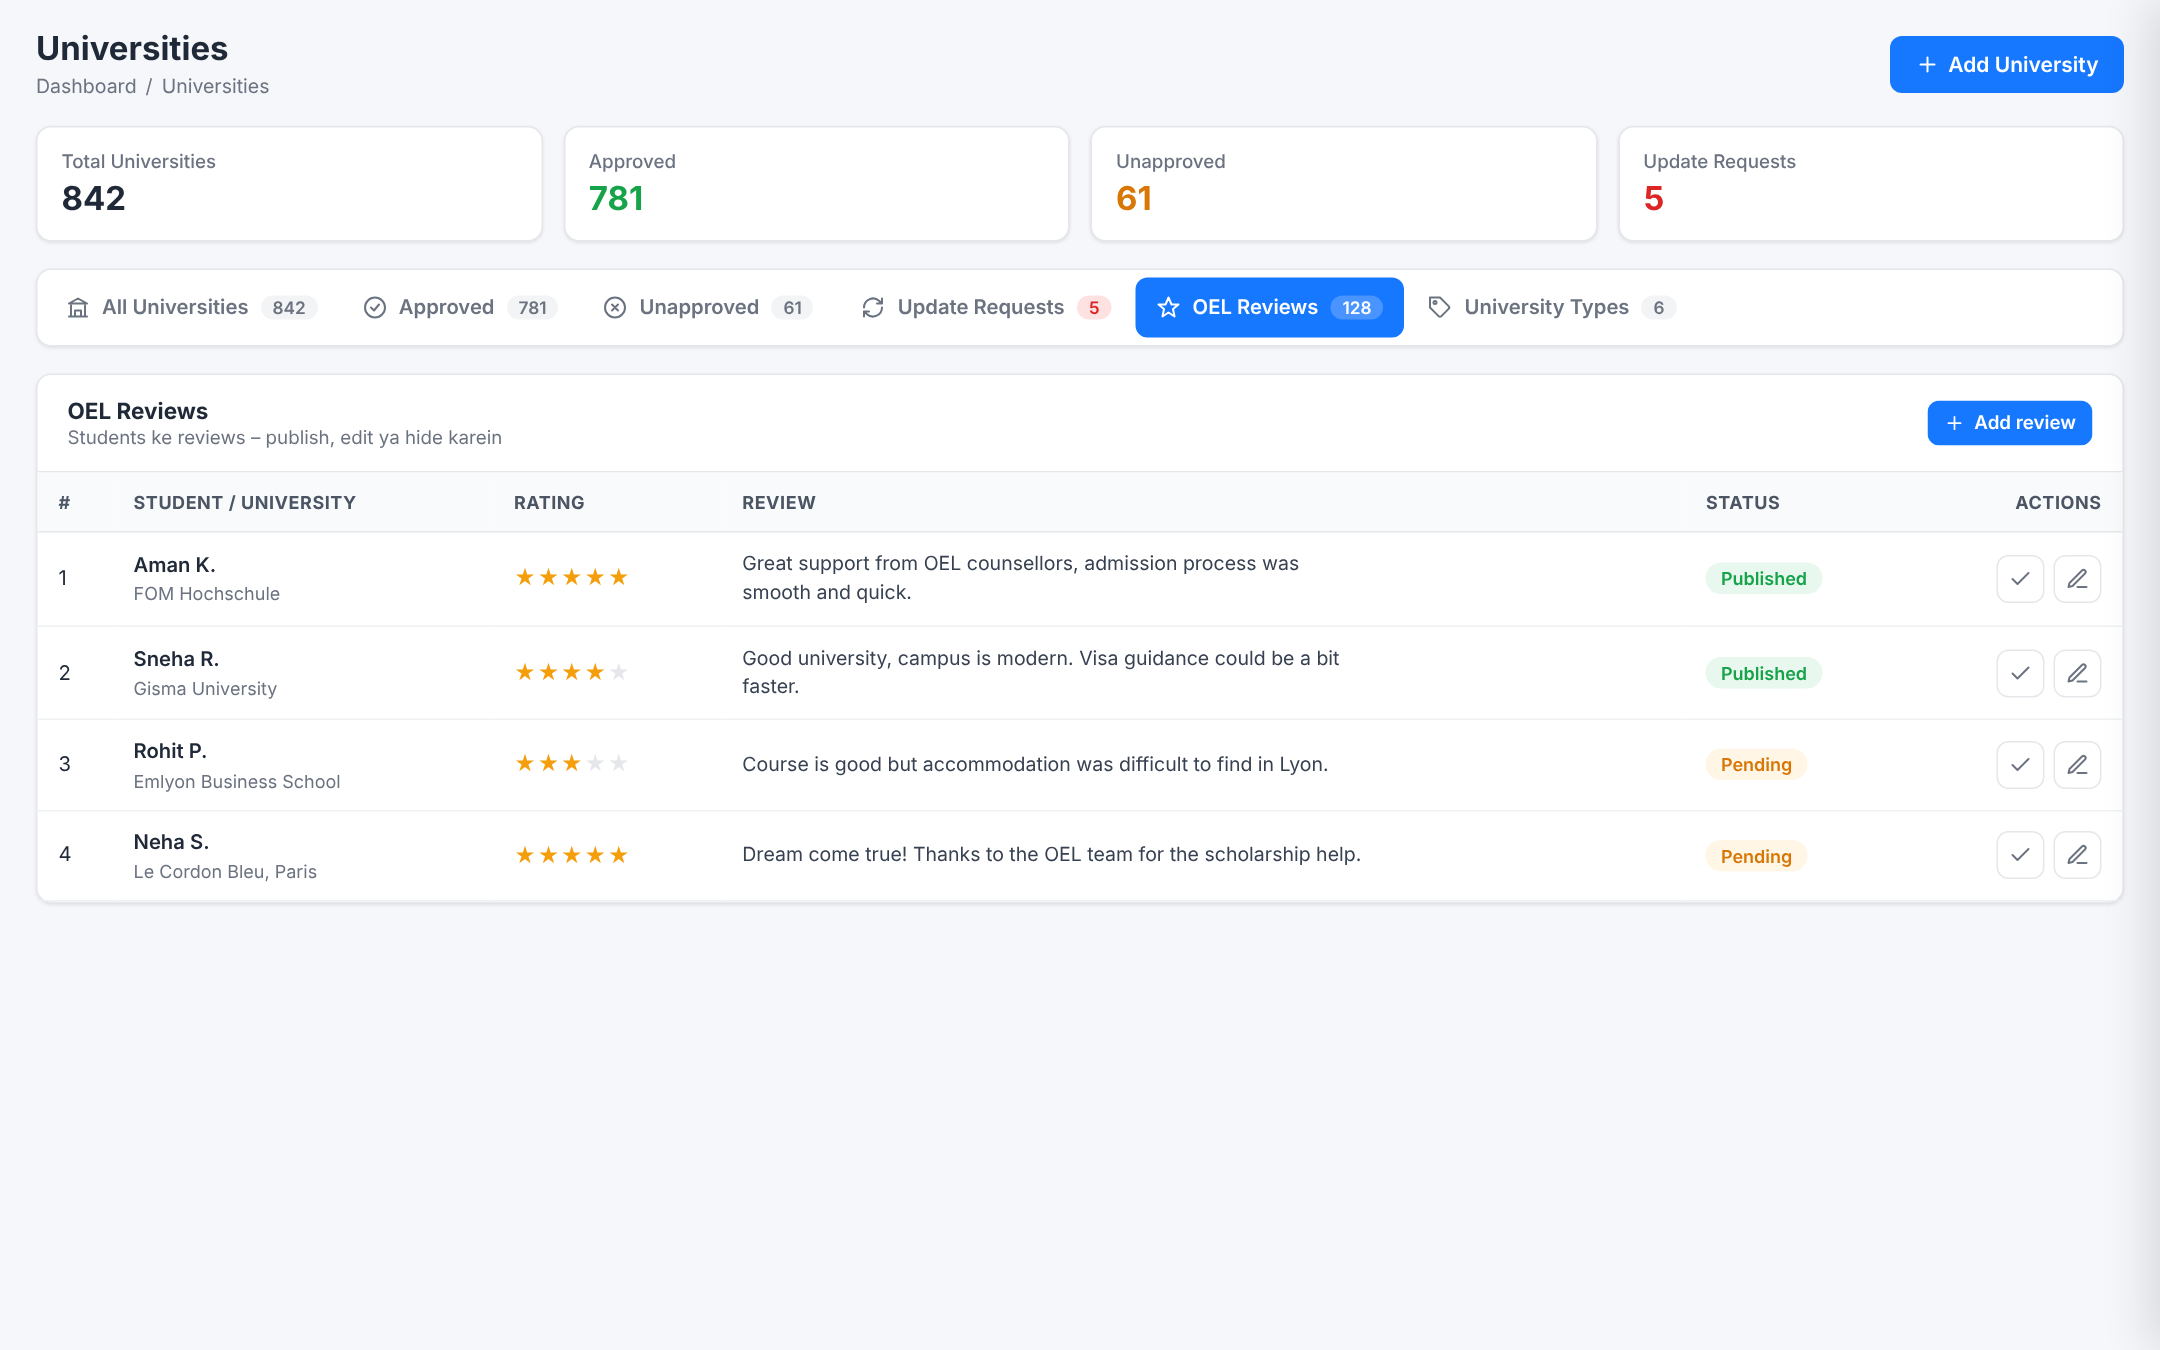 Universities
Dashboard / Universities
Add University
Total Universities
842
Approved
781
Unapproved
61
Update Requests
5
All Universities 842 Approved 781 Unapproved 61 Update Requests 5 OEL Reviews 128 University Types 6
OEL Reviews
Students ke reviews – publish, edit ya hide karein
Add review
# STUDENT / UNIVERSITY RATING REVIEW STATUS ACTIONS
1
Aman K.
FOM Hochschule
Great support from OEL counsellors, admission process was
smooth and quick.
Published
2
Sneha R.
Gisma University
Good university, campus is modern. Visa guidance could be a bit
faster.
Published
3
Rohit P.
Emlyon Business School
Course is good but accommodation was difficult to find in Lyon.
Pending
4
Neha S.
Le Cordon Bleu, Paris
Dream come true! Thanks to the OEL team for the scholarship help.
Pending